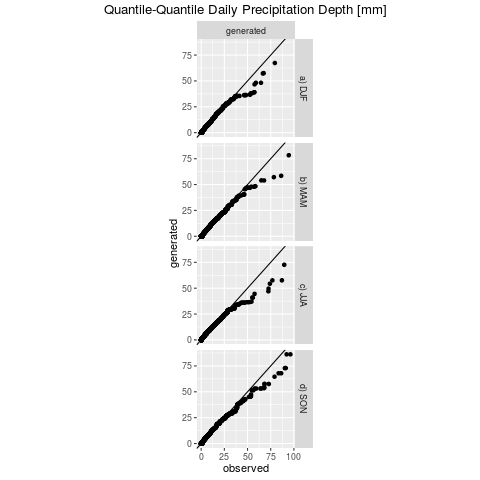 Quantile-Quantile Daily Precipitation Depth [mm]
generated
75
50
25
0
a) DJF
75
50
25
0
b) MAM
generated
75
50
25
0
c) JJA
75
50
25
0
d) SON
0 25 50 75 100
observed